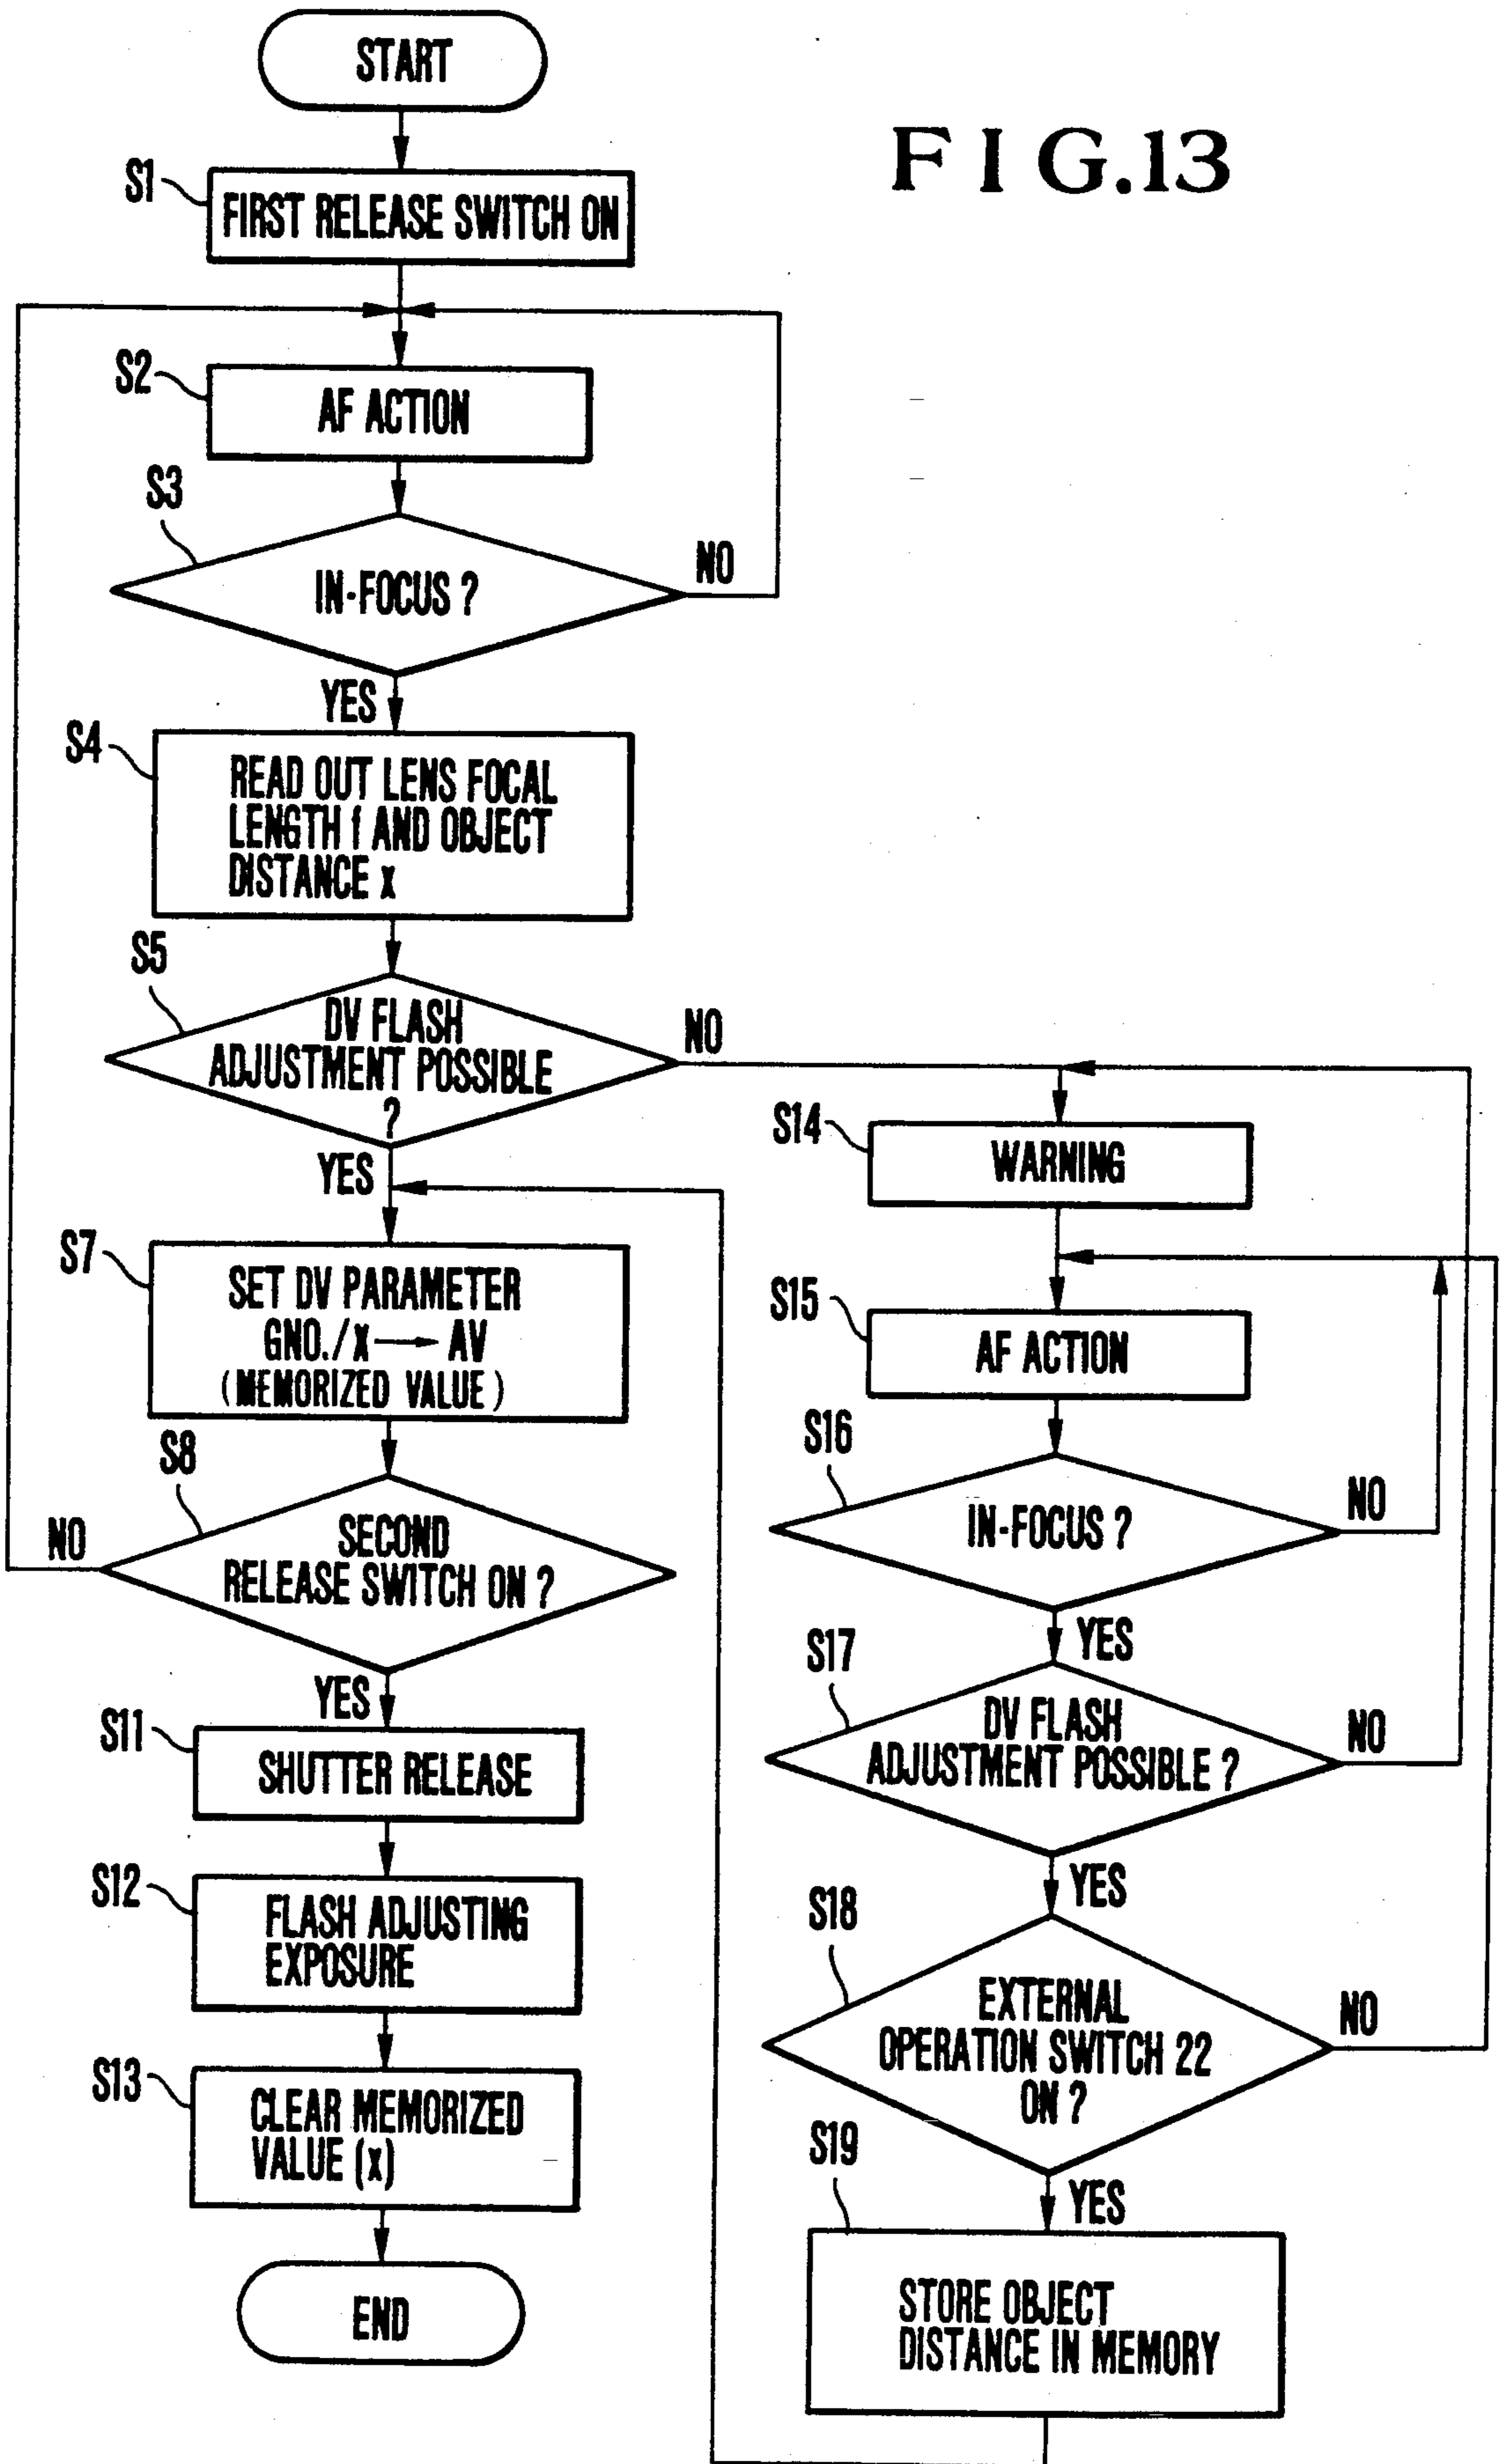 START
FIG.13
S1
FIRST RELEASE SWITCH ON
S2
AF ACTION
S3
IN-FOCUS ?
NO
YES
S4
READ OUT LENS FOCAL
LENGTH f AND OBJECT
DISTANCE x
S5
DV FLASH
ADJUSTMENT POSSIBLE
?
NO
YES
S7
SET DV PARAMETER
GNO./X → AV
(MEMORIZED VALUE)
S8
SECOND
RELEASE SWITCH ON ?
NO
YES
S11
SHUTTER RELEASE
S12
FLASH ADJUSTING
EXPOSURE
S13
CLEAR MEMORIZED
VALUE (x)
END
S14
WARNING
S15
AF ACTION
S16
IN-FOCUS ?
NO
YES
S17
DV FLASH
ADJUSTMENT POSSIBLE ?
NO
YES
S18
EXTERNAL
OPERATION SWITCH 22
ON ?
NO
YES
S19
STORE OBJECT
DISTANCE IN MEMORY